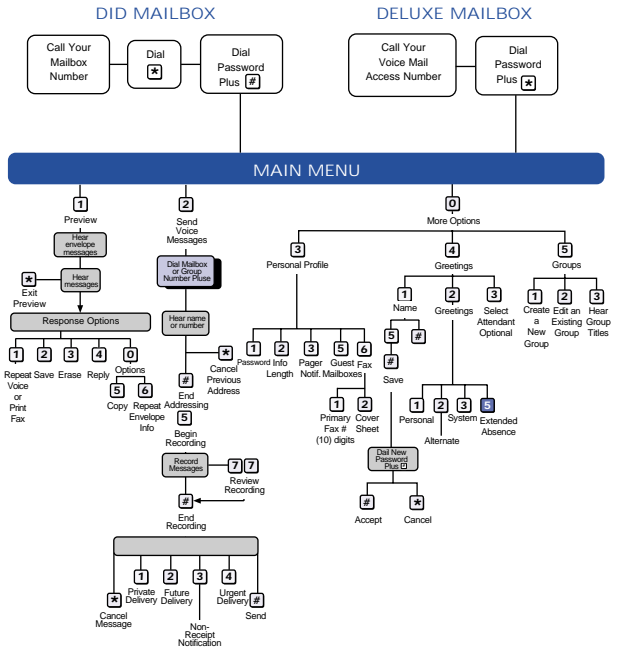 DID MAILBOX
DELUXE MAILBOX
Call Your
Mailbox
Number
Dial
*
Dial
Password
Plus #
Call Your
Voice Mail
Access Number
Dial
Password
Plus *
MAIN MENU
1
Preview
Hear
envelope
messages
*
Exit
Preview
Hear
messages
Response Options
1
Repeat
Voice
or
Print
Fax
2
Save
3
Erase
4
Reply
0
Options
5
Copy
6
Repeat
Envelope
Info
2
Send
Voice
Messages
Dial Mailbox
or Group
Number Pluse
Hear name
or number
*
Cancel
Previous
Address
#
End
Addressing
5
Begin
Recording
Record
Messages
7 7
Review
Recording
#
End
Recording
*
Cancel
Message
1
Private
Delivery
2
Future
Delivery
3
Non-
Receipt
Notification
4
Urgent
Delivery
#
Send
0
More Options
3
Personal Profile
1
Password
2
Info
Length
3
Pager
Notif.
5
Guest
Mailboxes
6
Fax
1
Primary
Fax #
(10) digits
2
Cover
Sheet
4
Greetings
1
Name
5
#
#
Save
Dail New
Password
Plus
#
Accept
*
Cancel
2
Greetings
1
Personal
2
Alternate
3
System
5
Extended
Absence
3
Select
Attendant
Optional
5
Groups
1
Create
a
New
Group
2
Edit an
Existing
Group
3
Hear
Group
Titles